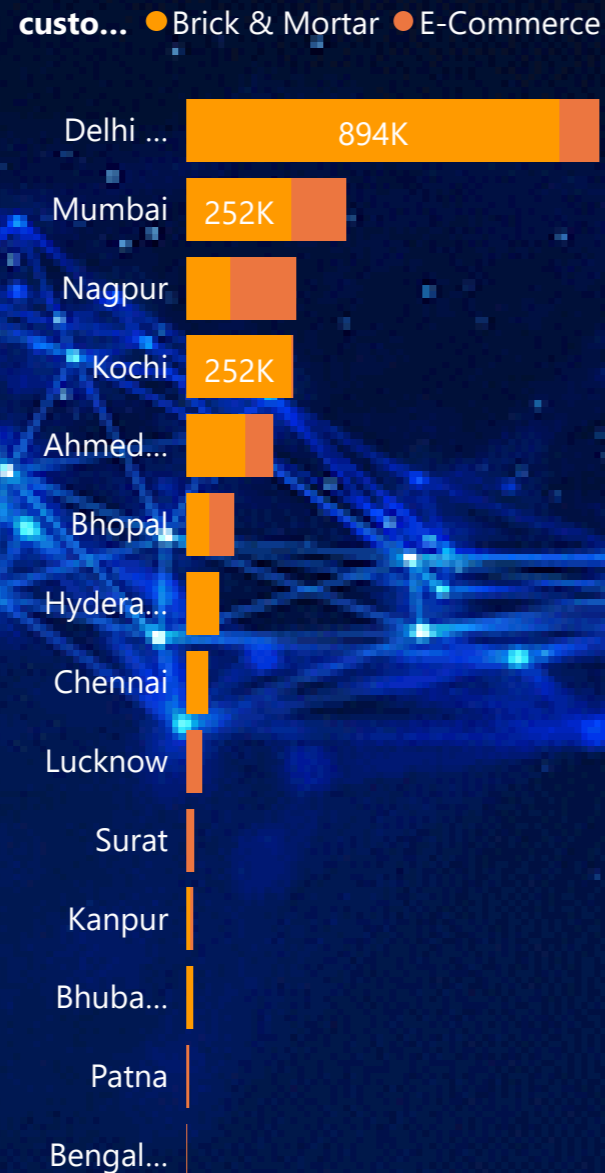 custo... Brick & Mortar E-Commerce
Delhi ... 894K
Mumbai 252K
Nagpur
Kochi 252K
Ahmed...
Bhopal
Hydera...
Chennai
Lucknow
Surat
Kanpur
Bhuba...
Patna
Bengal...